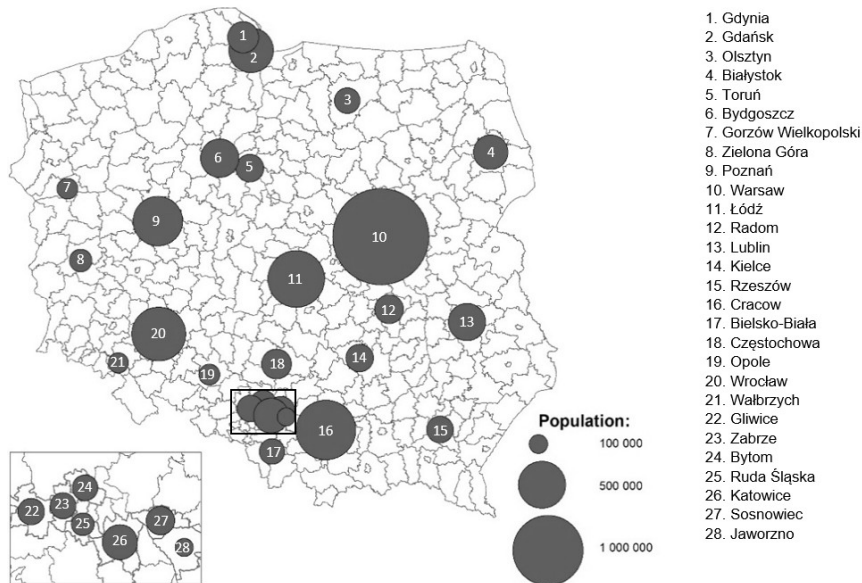 1
2
3
4
5
6
7
8
9
10
11
12
13
14
15
16
17
18
19
20
21
22
23
24
25
26
27
28
Population:
100 000
500 000
1 000 000
1. Gdynia
2. Gdańsk
3. Olsztyn
4. Białystok
5. Toruń
6. Bydgoszcz
7. Gorzów Wielkopolski
8. Zielona Góra
9. Poznań
10. Warsaw
11. Łódź
12. Radom
13. Lublin
14. Kielce
15. Rzeszów
16. Cracow
17. Bielsko-Biała
18. Częstochowa
19. Opole
20. Wrocław
21. Wałbrzych
22. Gliwice
23. Zabrze
24. Bytom
25. Ruda Śląska
26. Katowice
27. Sosnowiec
28. Jaworzno